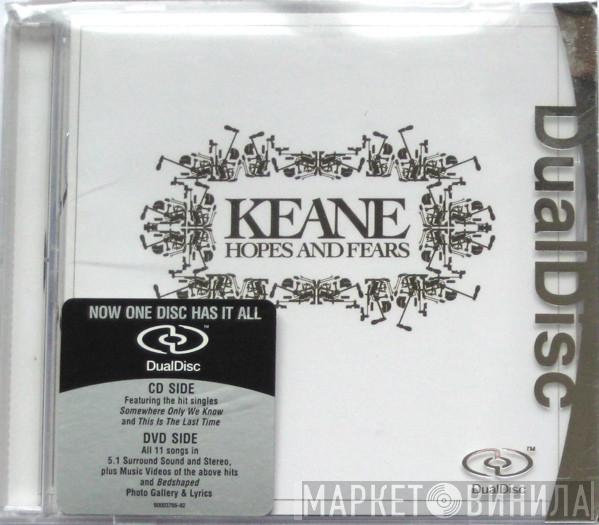 DualDisc
KEANE
HOPES AND FEARS
NOW ONE DISC HAS IT ALL
TM
DualDisc
CD SIDE
Featuring the hit singles
Somewhere Only We Know
and This Is The Last Time
DVD SIDE
All 11 songs in
5.1 Surround Sound and Stereo,
plus Music Videos of the above hits
and Bedshaped
Photo Gallery & Lyrics
TM
DualDisc
МАРКЕТ ВИНИЛА